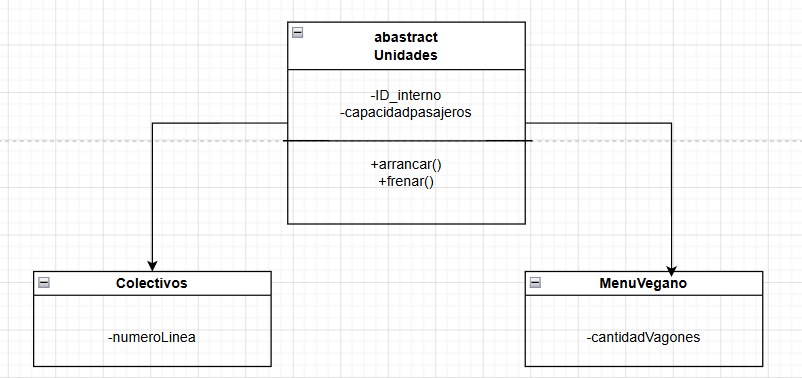 abastract
Unidades
-ID_interno
-capacidadpasajeros
+arrancar()
+frenar()
Colectivos
-numeroLinea
MenuVegano
-cantidadVagones